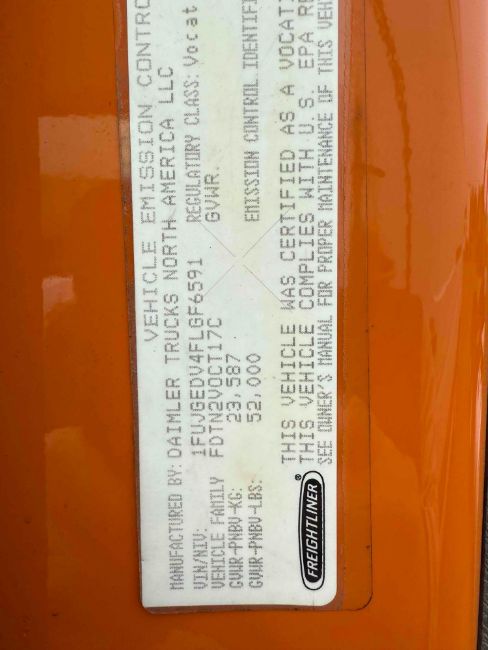 VEHICLE EMISSION CONTRO
MANUFACTURED BY: DAIMLER TRUCKS NORTH AMERICA LLC
VIN/NIV: 1FUJGEDV4FLGF6591 REGULATORY CLASS: Vocat
VEHICLE FAMILY FDTN2VOCT17C GVWR.
GVWR-PNBV-KG: 23,587
GVWR-PNBV-LBS: 52,000 EMISSION CONTROL IDENTIFI
THIS VEHICLE WAS CERTIFIED AS A VOCATI
THIS VEHICLE COMPLIES WITH U.S. EPA RE
SEE OWNER'S MANUAL FOR PROPER MAINTENANCE OF THIS VEH
FREIGHTLINER®